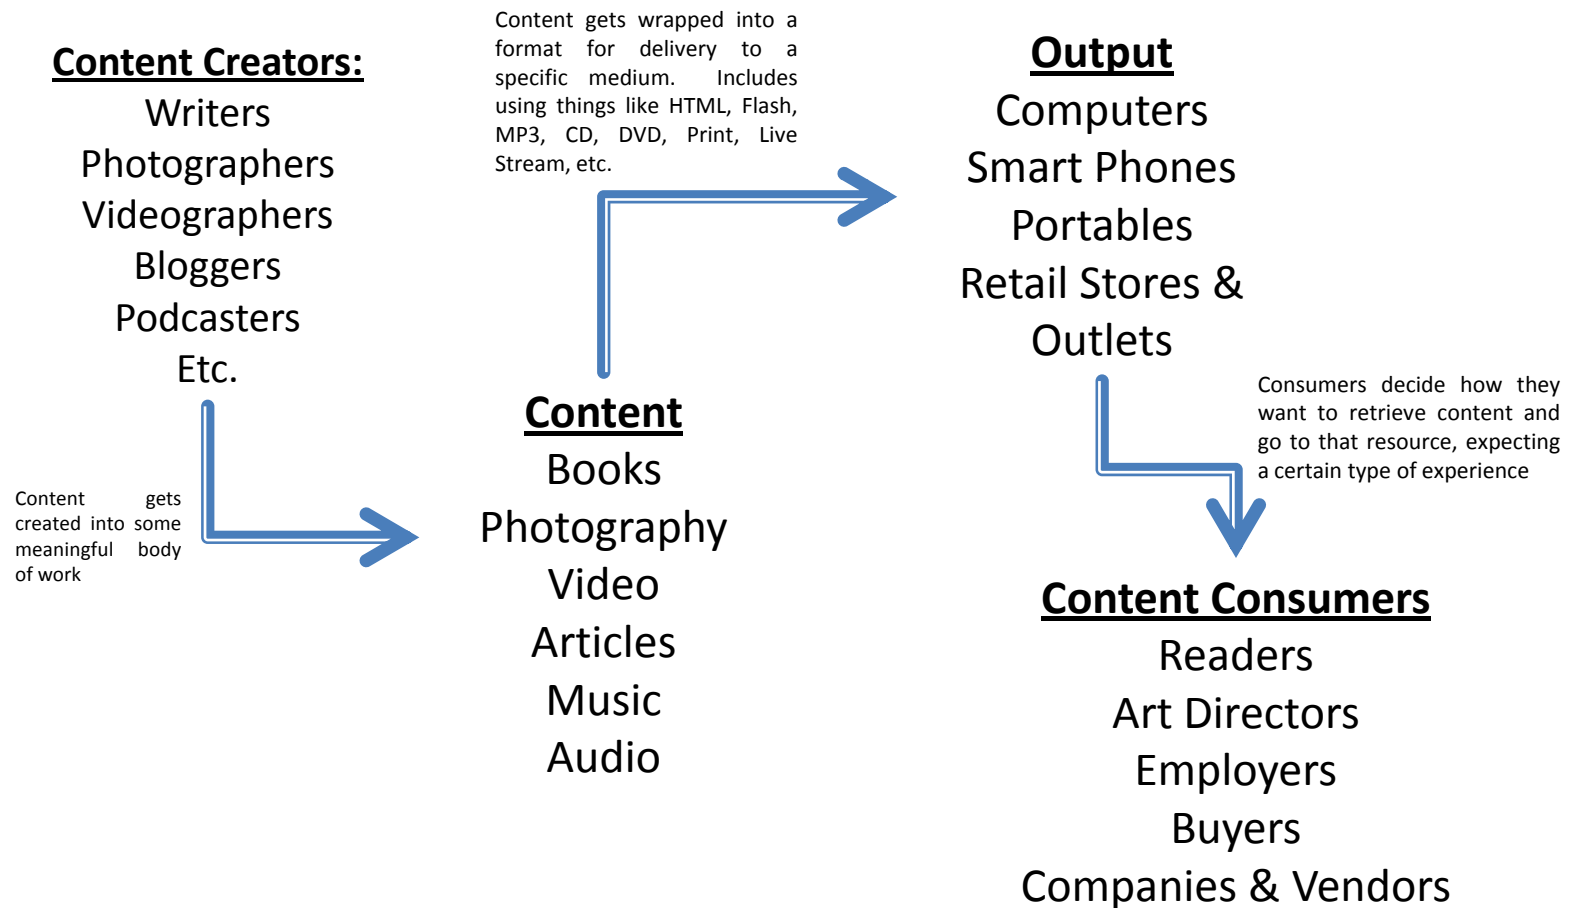 Content Creators:
Writers
Photographers
Videographers
Bloggers
Podcasters
Etc.
Content gets
created into some
meaningful body
of work
Content gets wrapped into a
format for delivery to a
specific medium. Includes
using things like HTML, Flash,
MP3, CD, DVD, Print, Live
Stream, etc.
Content
Books
Photography
Video
Articles
Music
Audio
Output
Computers
Smart Phones
Portables
Retail Stores &
Outlets
Consumers decide how they
want to retrieve content and
go to that resource, expecting
a certain type of experience
Content Consumers
Readers
Art Directors
Employers
Buyers
Companies & Vendors